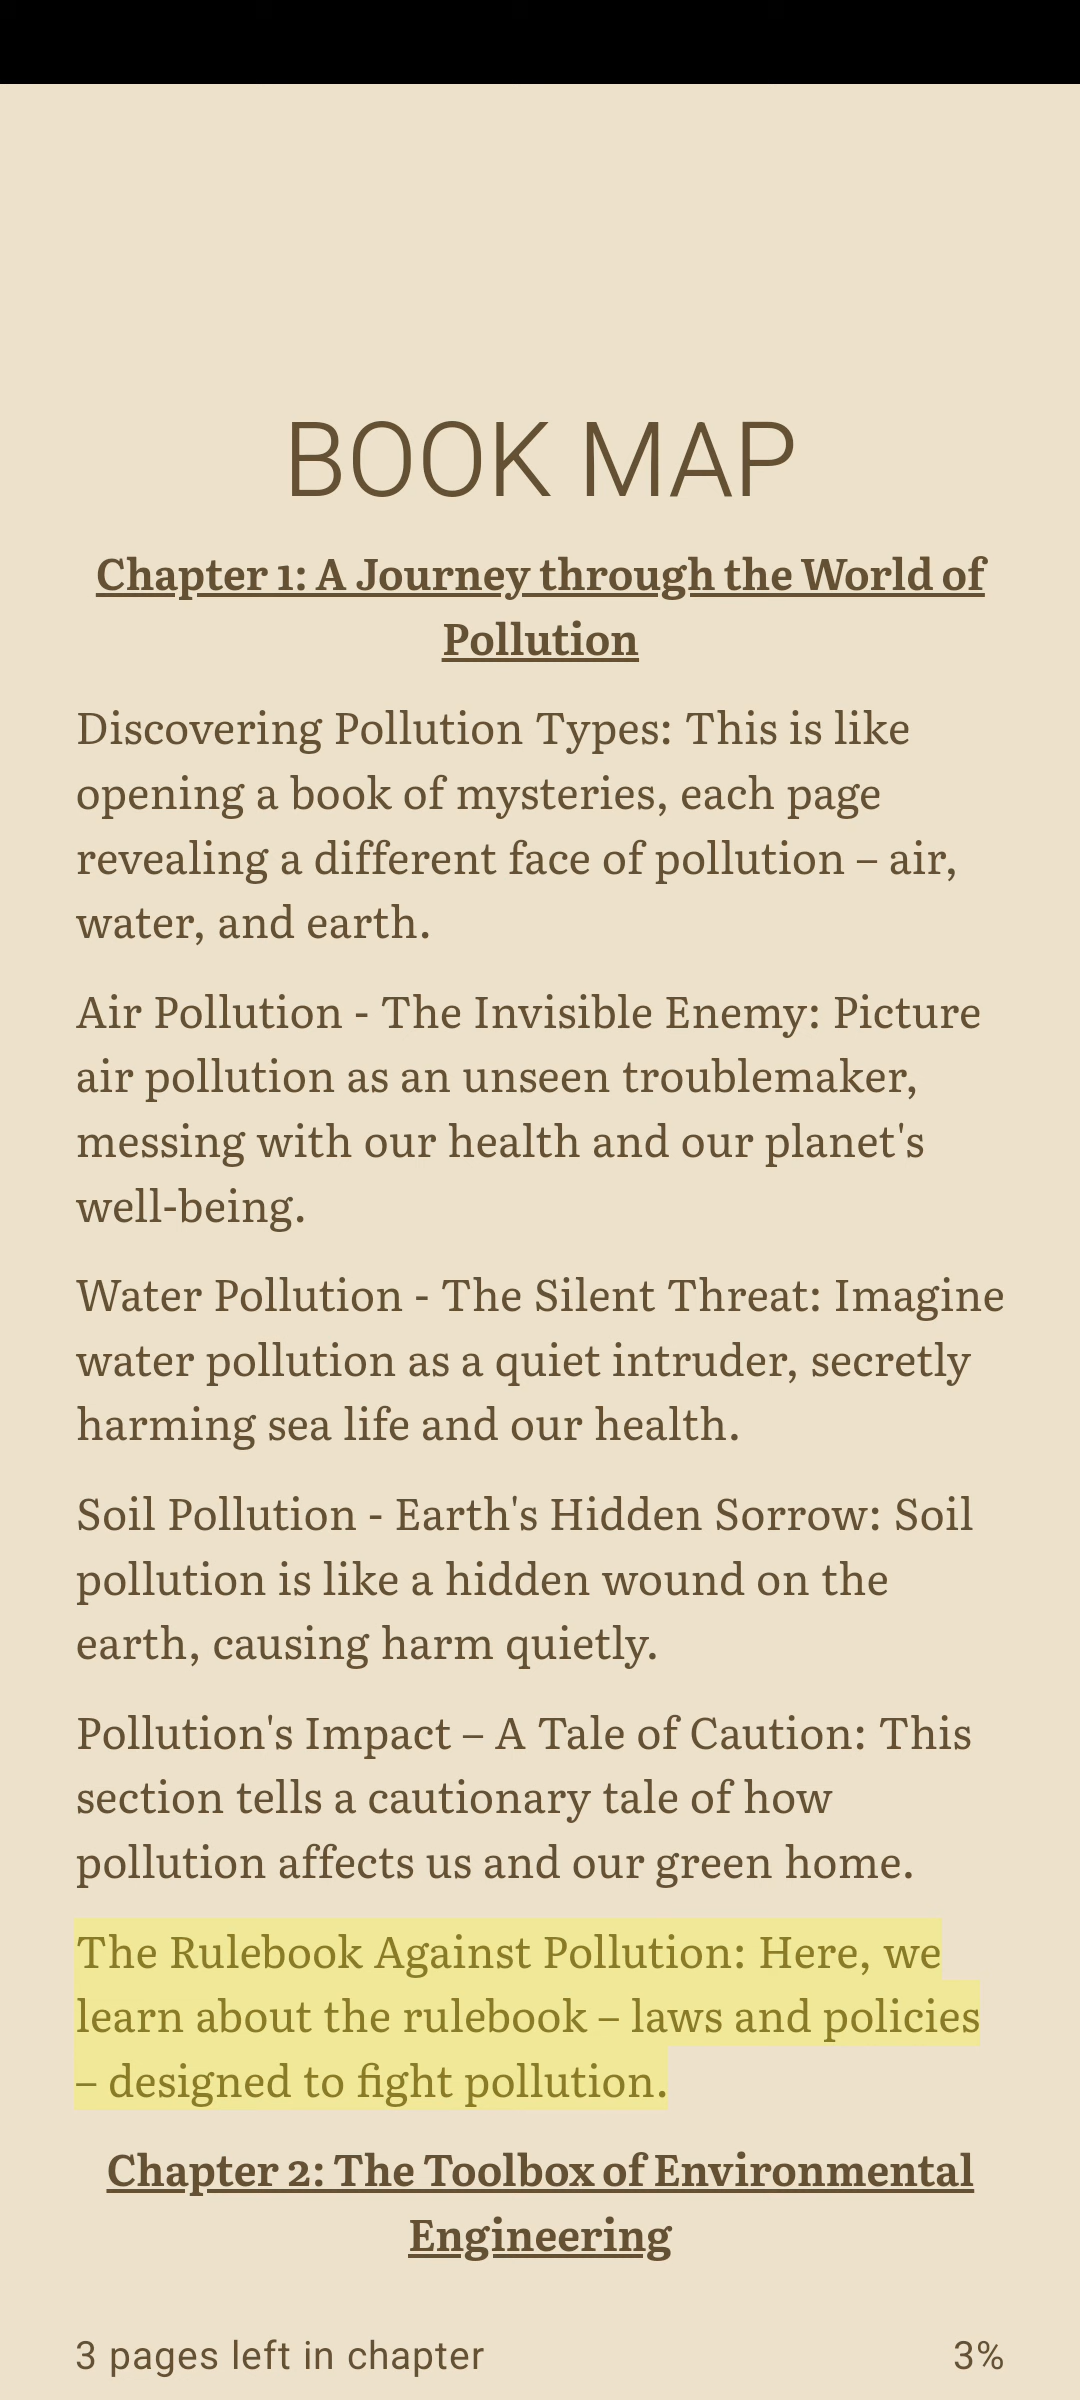 BOOK MAP
Chapter 1: A Journey through the World of
Pollution
Discovering Pollution Types: This is like
opening a book of mysteries, each page
revealing a different face of pollution – air,
water, and earth.
Air Pollution - The Invisible Enemy: Picture
air pollution as an unseen troublemaker,
messing with our health and our planet's
well-being.
Water Pollution - The Silent Threat: Imagine
water pollution as a quiet intruder, secretly
harming sea life and our health.
Soil Pollution - Earth's Hidden Sorrow: Soil
pollution is like a hidden wound on the
earth, causing harm quietly.
Pollution's Impact – A Tale of Caution: This
section tells a cautionary tale of how
pollution affects us and our green home.
The Rulebook Against Pollution: Here, we
learn about the rulebook – laws and policies
– designed to fight pollution.
Chapter 2: The Toolbox of Environmental
Engineering
3 pages left in chapter 3%